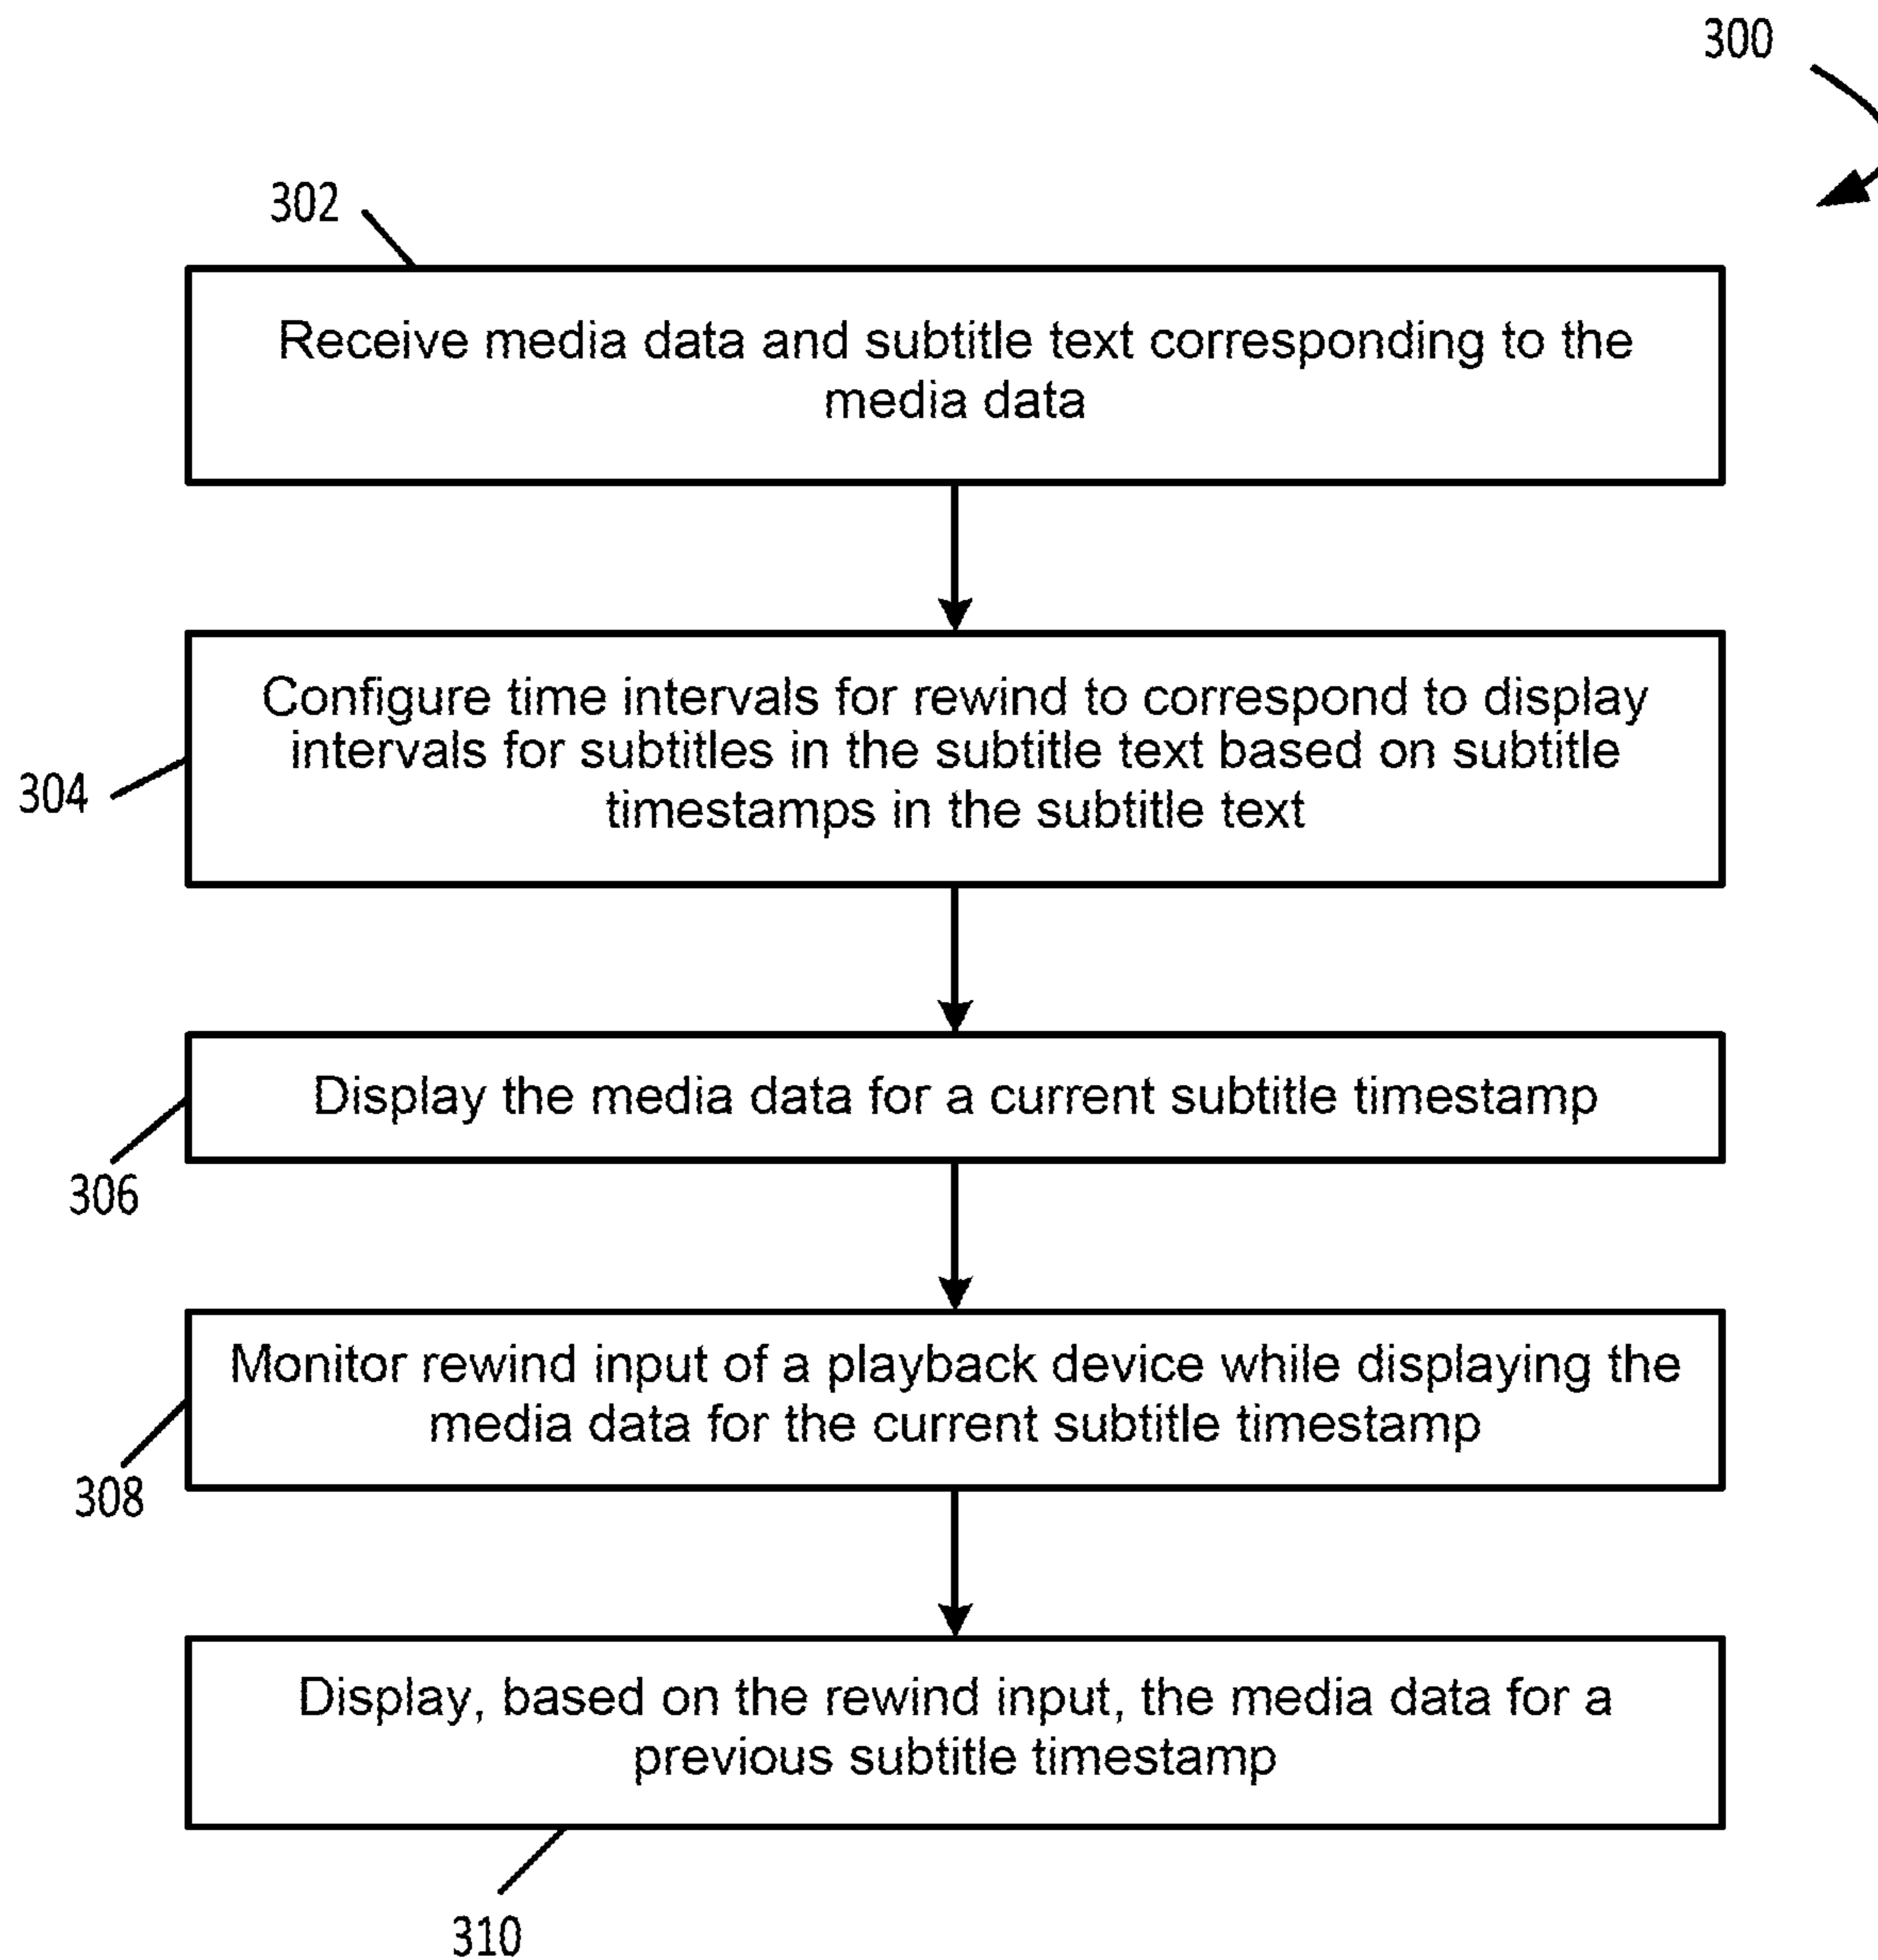 300
302
Receive media data and subtitle text corresponding to the
media data
304
Configure time intervals for rewind to correspond to display
intervals for subtitles in the subtitle text based on subtitle
timestamps in the subtitle text
306
Display the media data for a current subtitle timestamp
308
Monitor rewind input of a playback device while displaying the
media data for the current subtitle timestamp
Display, based on the rewind input, the media data for a
previous subtitle timestamp
310